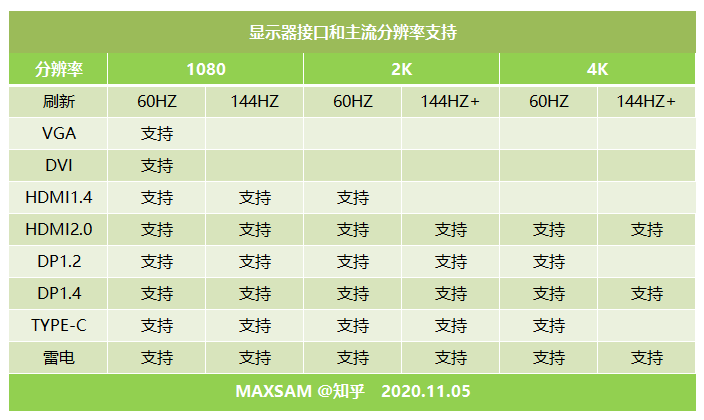 显示器接口和主流分辨率支持
分辨率 1080 2K 4K
刷新 60HZ 144HZ 60HZ 144HZ+ 60HZ 144HZ+
VGA 支持
DVI 支持
HDMI1.4 支持 支持 支持
HDMI2.0 支持 支持 支持 支持 支持 支持
DP1.2 支持 支持 支持 支持 支持
DP1.4 支持 支持 支持 支持 支持 支持
TYPE-C 支持 支持 支持 支持 支持
雷电 支持 支持 支持 支持 支持 支持
MAXSAM @知乎 2020.11.05